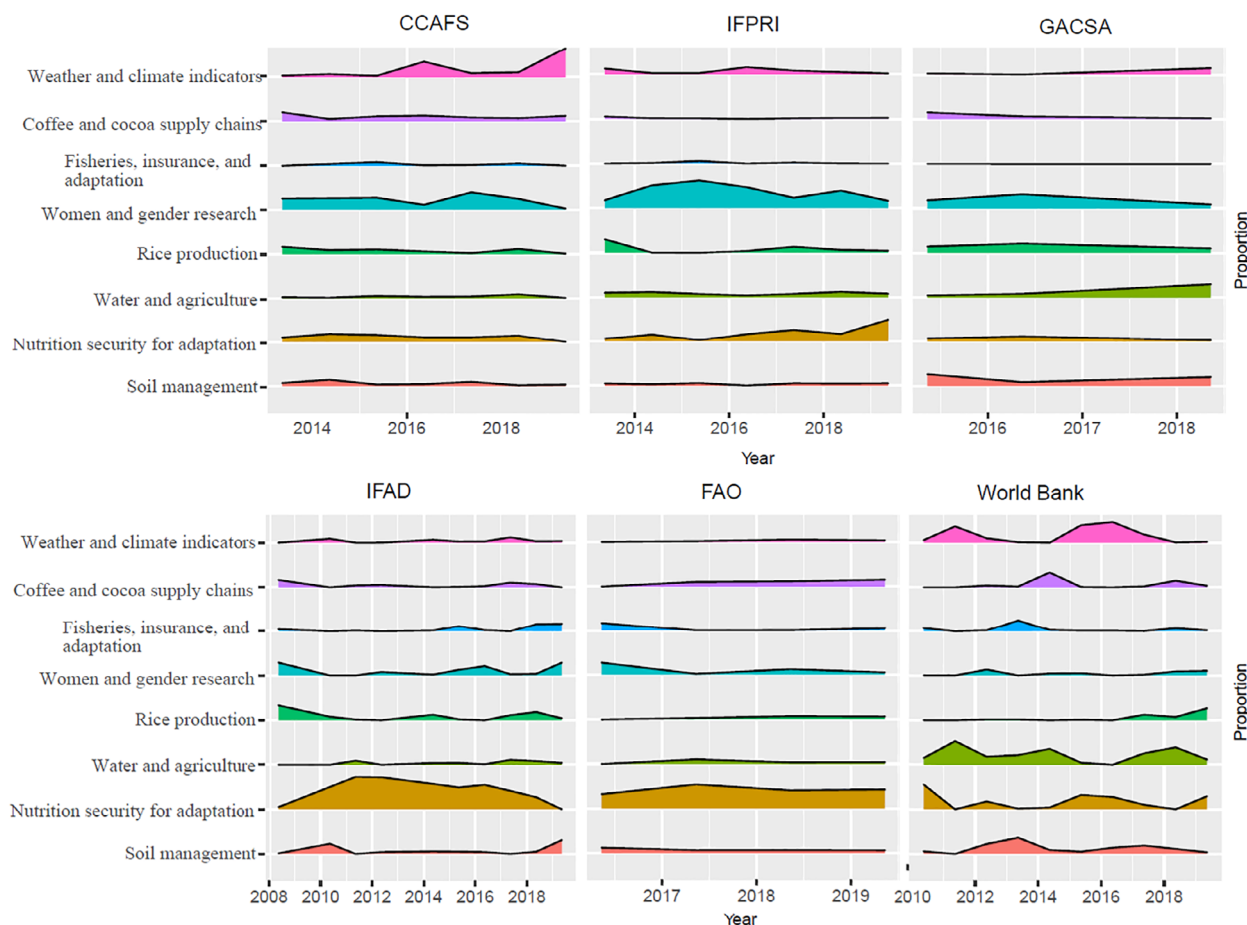 CCAFS IFPRI GACSA
Weather and climate indicators
Coffee and cocoa supply chains
Fisheries, insurance, and
adaptation
Women and gender research
Rice production
Water and agriculture
Nutrition security for adaptation
Soil management
Proportion
2014 2016 2018 2014 2016 2018 2016 2017 2018
Year
IFAD FAO World Bank
Weather and climate indicators
Coffee and cocoa supply chains
Fisheries, insurance, and
adaptation
Women and gender research
Rice production
Water and agriculture
Nutrition security for adaptation
Soil management
Proportion
2008 2010 2012 2014 2016 2018 2017 2018 2019 2010 2012 2014 2016 2018
Year